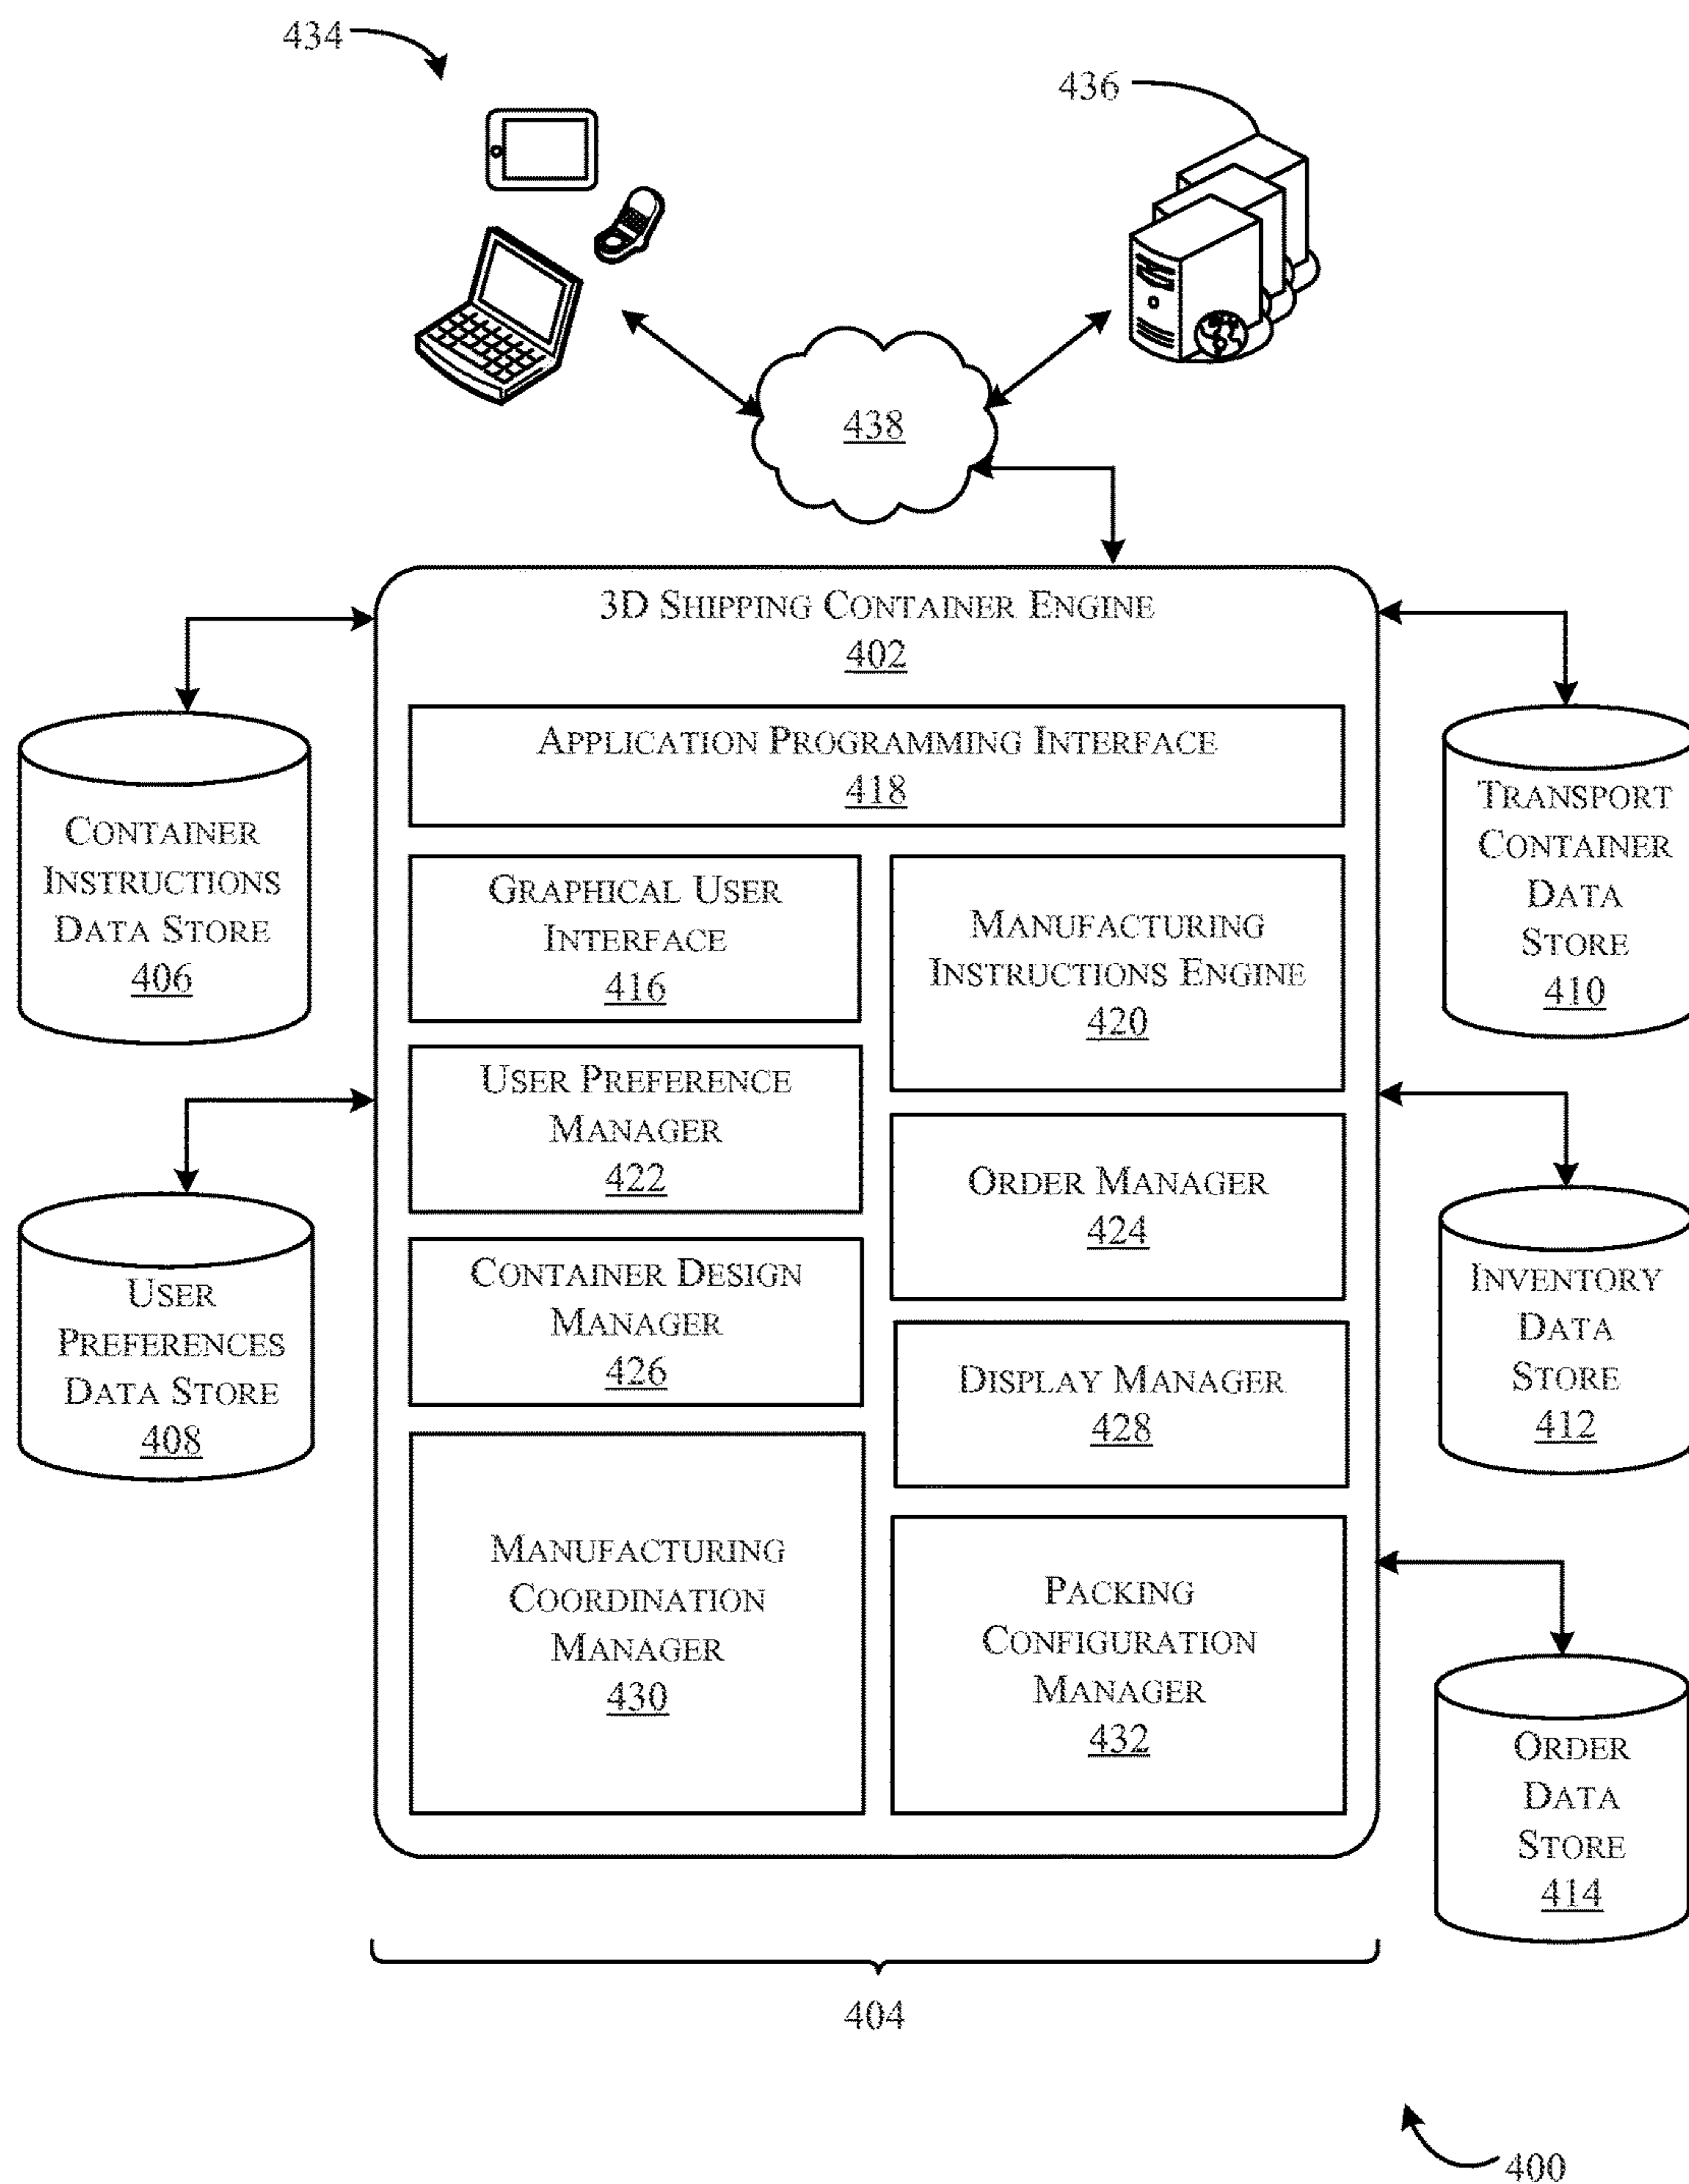 434
436
438
3D SHIPPING CONTAINER ENGINE
402
APPLICATION PROGRAMMING INTERFACE
418
CONTAINER
INSTRUCTIONS
DATA STORE
406
GRAPHICAL USER
INTERFACE
416
MANUFACTURING
INSTRUCTIONS ENGINE
420
TRANSPORT
CONTAINER
DATA
STORE
410
USER PREFERENCE
MANAGER
422
ORDER MANAGER
424
USER
PREFERENCES
DATA STORE
408
CONTAINER DESIGN
MANAGER
426
DISPLAY MANAGER
428
INVENTORY
DATA
STORE
412
MANUFACTURING
COORDINATION
MANAGER
430
PACKING
CONFIGURATION
MANAGER
432
ORDER
DATA
STORE
414
404
400